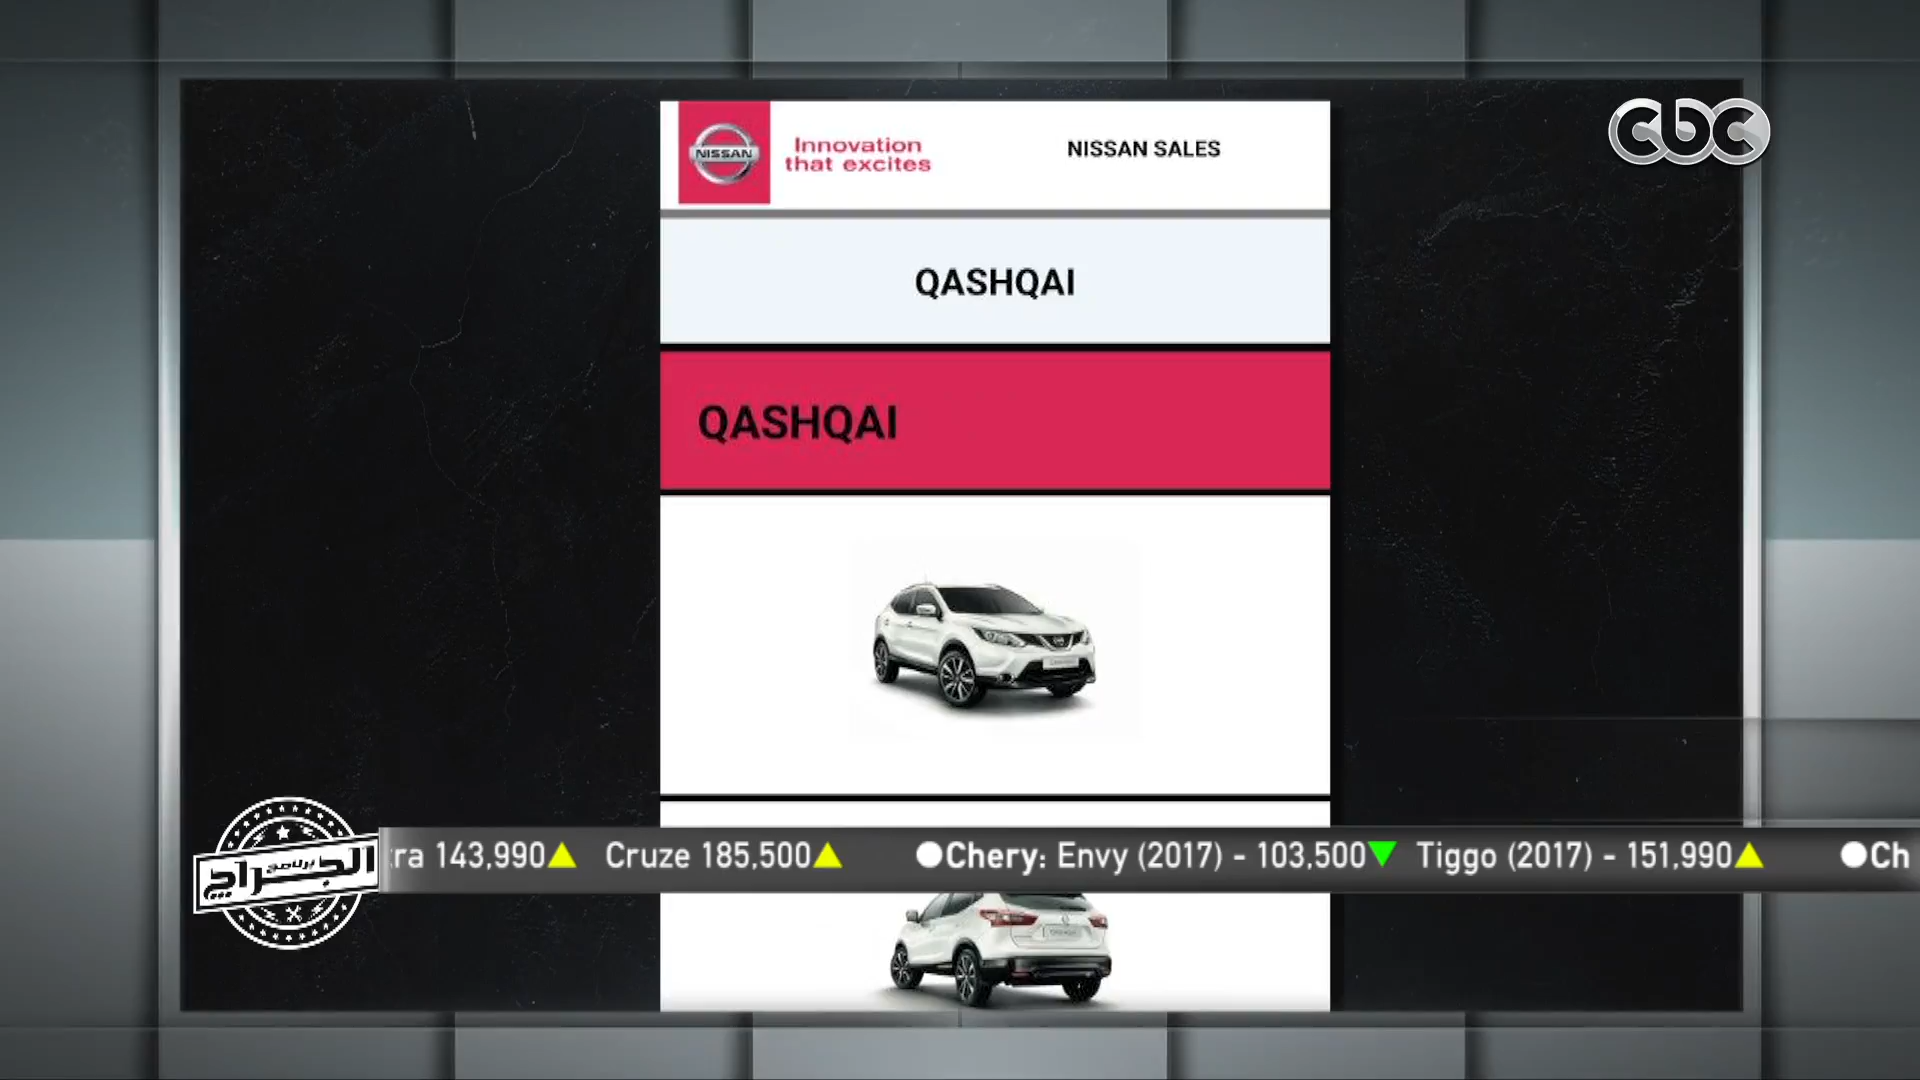 cbc
NISSAN
Innovation
that excites
NISSAN SALES
QASHQAI
QASHQAI
برنامج
الجراج
tra 143,990 Cruze 185,500 Chery: Envy (2017) - 103,500 Tiggo (2017) - 151,990 Ch